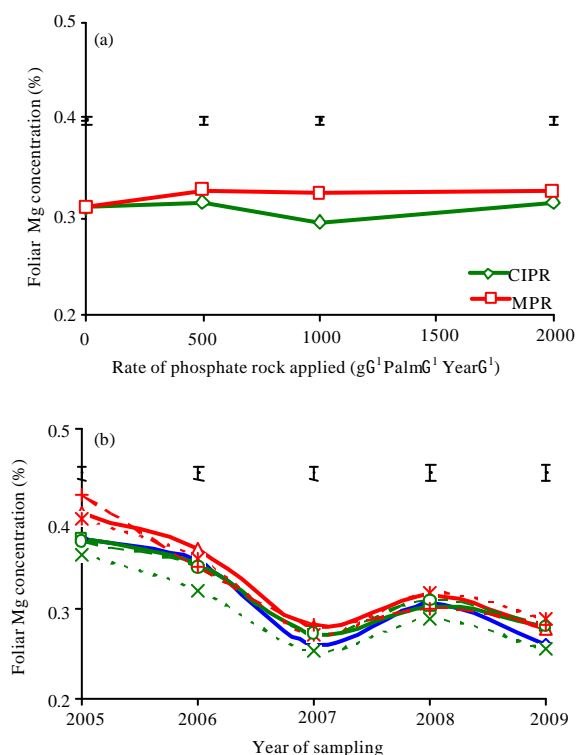 (a)
Foliar Mg concentration (%)
0.5
0.4
0.3
0.2
CIPR
MPR
0 500 1000 1500 2000
Rate of phosphate rock applied (gG¹ PalmG¹ YearG¹)
(b)
Foliar Mg concentration (%)
0.5
0.4
0.3
0.2
2005 2006 2007 2008 2009
Year of sampling